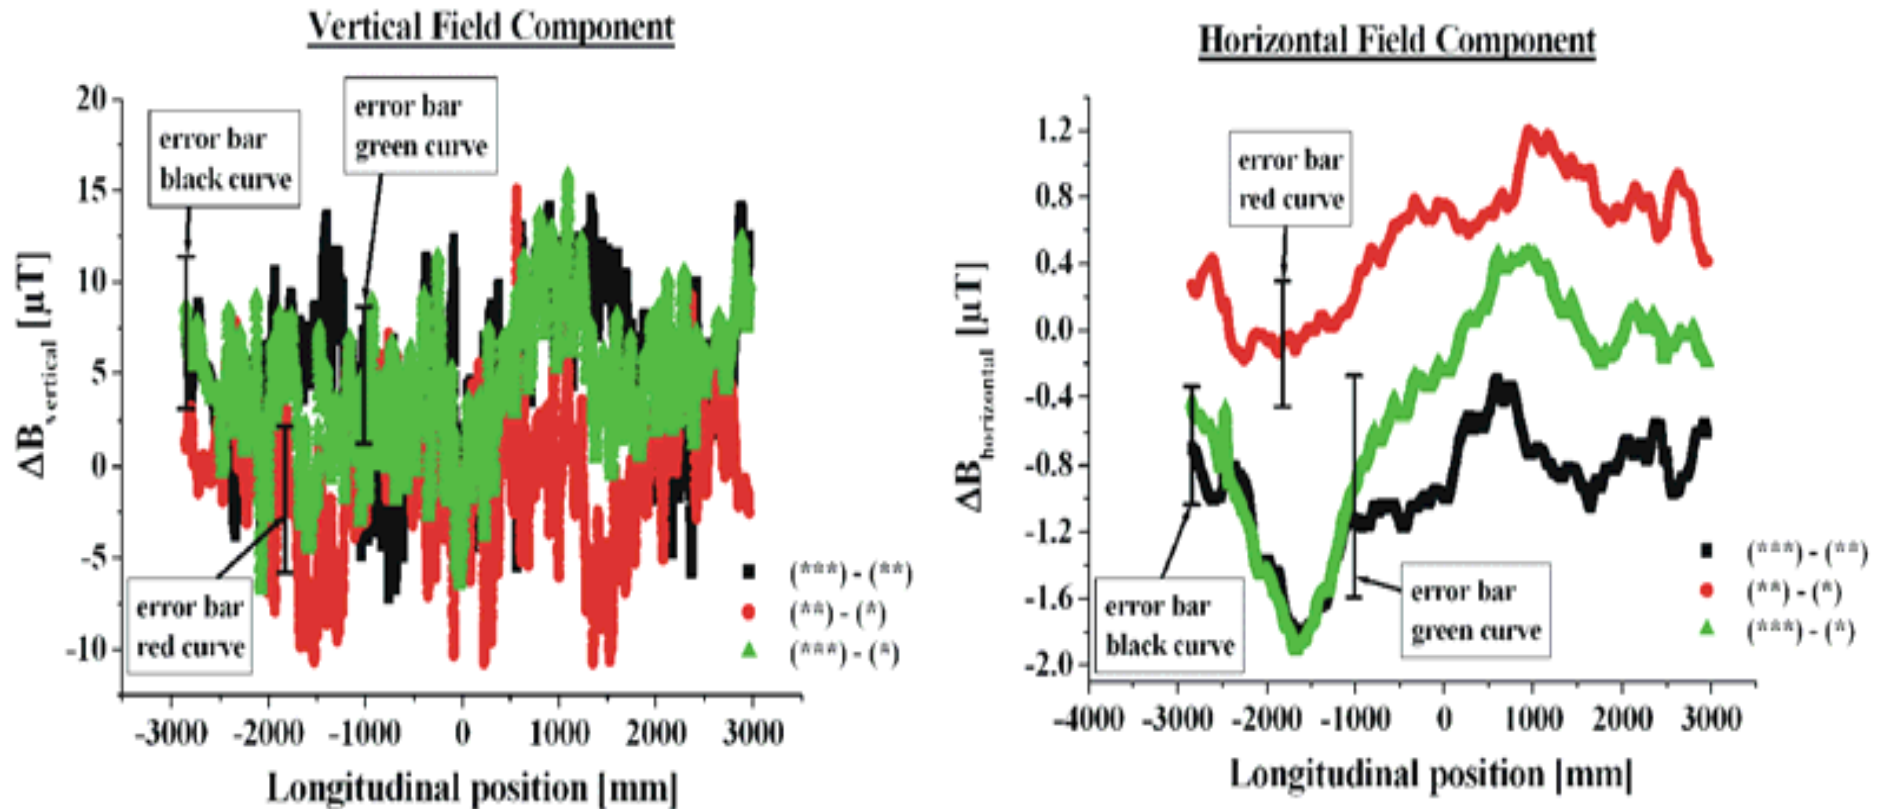 Vertical Field Component
20
15
10
5
0
-5
-10
ΔBvertical [µT]
error bar
black curve
error bar
green curve
error bar
red curve
(***) - (**)
(**) - (*)
(***) - (*)
-3000 -2000 -1000 0 1000 2000 3000
Longitudinal position [mm]
Horizontal Field Component
1.2
0.8
0.4
0.0
-0.4
-0.8
-1.2
-1.6
-2.0
ΔBhorizontal [µT]
error bar
red curve
error bar
black curve
error bar
green curve
(***) - (**)
(**) - (*)
(***) - (*)
-4000 -3000 -2000 -1000 0 1000 2000 3000
Longitudinal position [mm]